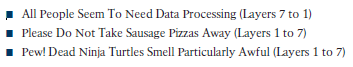 ■ All People Seem To Need Data Processing (Layers 7 to 1)
■ Please Do Not Take Sausage Pizzas Away (Layers 1 to 7)
■ Pew! Dead Ninja Turtles Smell Particularly Awful (Layers 1 to 7)